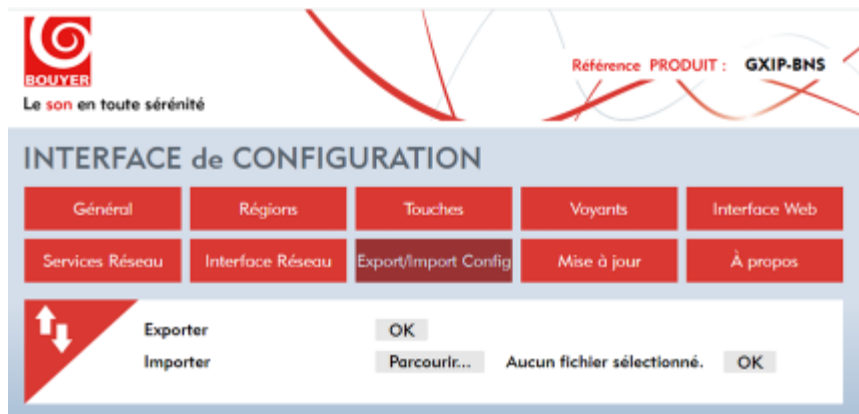 BOUYER
Le son en toute sérénité
Référence PRODUIT : GXIP-BNS
INTERFACE de CONFIGURATION
Général Régions Touches Voyants Interface Web
Services Réseau Interface Réseau Export/Import Config Mise à jour À propos
Exporter OK
Importer Parcourir... Aucun fichier sélectionné. OK